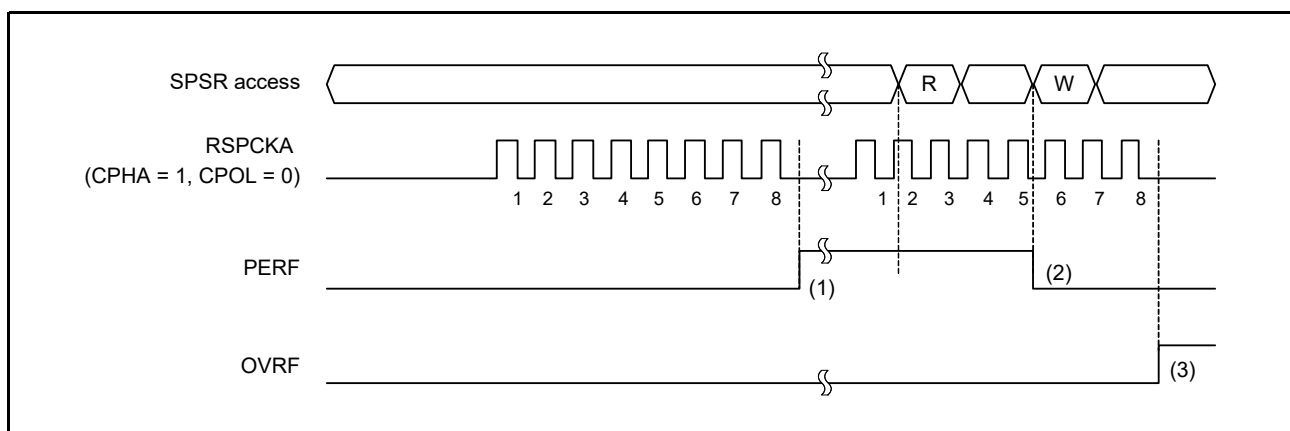 SPSR access
R
W
RSPCKA
(CPHA = 1, CPOL = 0)
1 2 3 4 5 6 7 8 1 2 3 4 5 6 7 8
PERF
(1)
(2)
OVRF
(3)